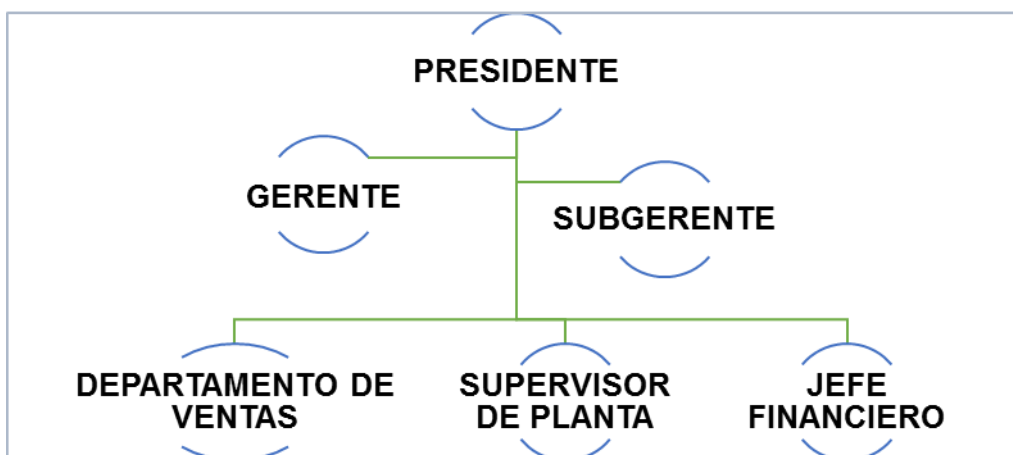 PRESIDENTE
GERENTE
SUBGERENTE
DEPARTAMENTO DE
VENTAS
SUPERVISOR
DE PLANTA
JEFE
FINANCIERO